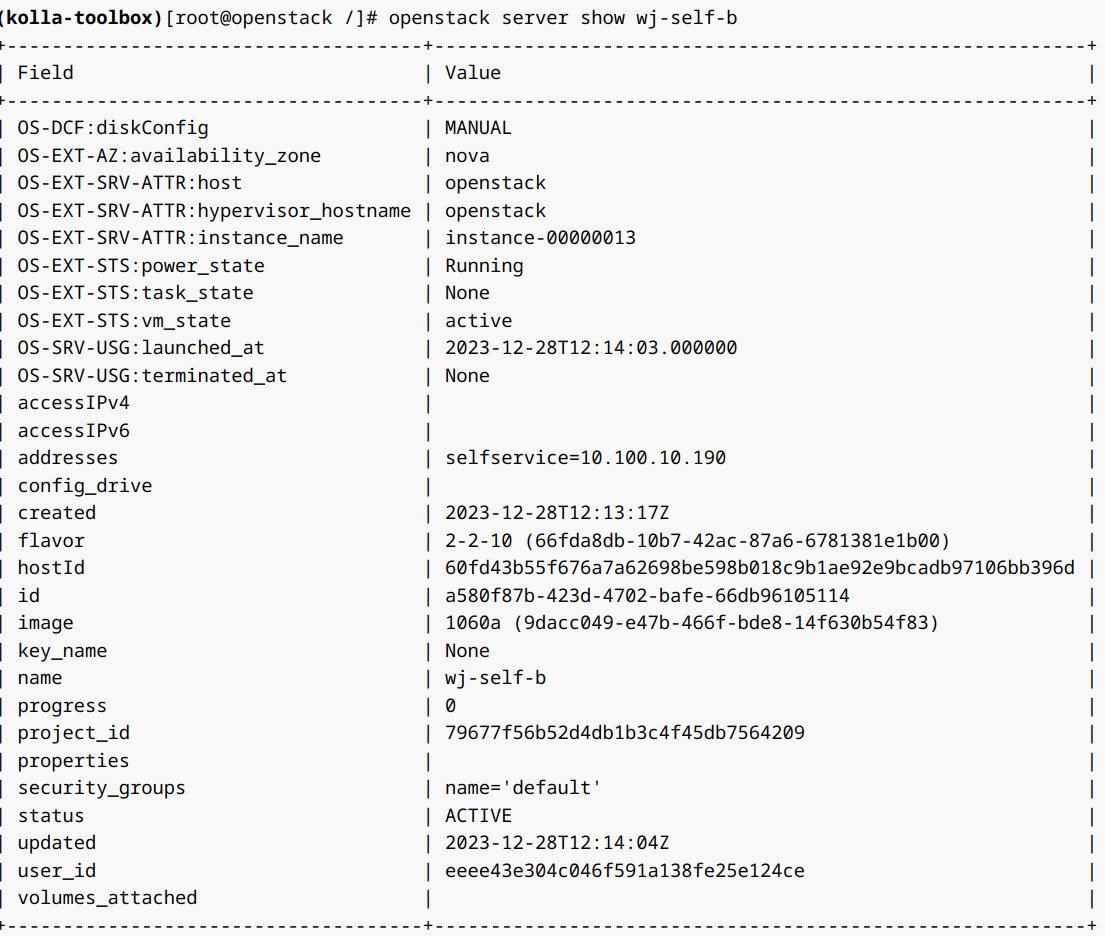 (kolla-toolbox)[root@openstack /]# openstack server show wj-self-b
+-------------------------------------+----------------------------------------------------------+
| Field                               | Value                                                    |
+-------------------------------------+----------------------------------------------------------+
| OS-DCF:diskConfig                   | MANUAL                                                   |
| OS-EXT-AZ:availability_zone         | nova                                                     |
| OS-EXT-SRV-ATTR:host                | openstack                                                |
| OS-EXT-SRV-ATTR:hypervisor_hostname | openstack                                                |
| OS-EXT-SRV-ATTR:instance_name       | instance-00000013                                        |
| OS-EXT-STS:power_state              | Running                                                  |
| OS-EXT-STS:task_state               | None                                                     |
| OS-EXT-STS:vm_state                 | active                                                   |
| OS-SRV-USG:launched_at              | 2023-12-28T12:14:03.000000                               |
| OS-SRV-USG:terminated_at            | None                                                     |
| accessIPv4                          |                                                          |
| accessIPv6                          |                                                          |
| addresses                           | selfservice=10.100.10.190                                |
| config_drive                        |                                                          |
| created                             | 2023-12-28T12:13:17Z                                     |
| flavor                              | 2-2-10 (66fda8db-10b7-42ac-87a6-6781381e1b00)            |
| hostId                              | 60fd43b55f676a7a62698be598b018c9b1ae92e9bcadb97106bb396d |
| id                                  | a580f87b-423d-4702-bafe-66db96105114                     |
| image                               | 1060a (9dacc049-e47b-466f-bde8-14f630b54f83)             |
| key_name                            | None                                                     |
| name                                | wj-self-b                                                |
| progress                            | 0                                                        |
| project_id                          | 79677f56b52d4db1b3c4f45db7564209                         |
| properties                          |                                                          |
| security_groups                     | name='default'                                           |
| status                              | ACTIVE                                                   |
| updated                             | 2023-12-28T12:14:04Z                                     |
| user_id                             | eeee43e304c046f591a138fe25e124ce                         |
| volumes_attached                    |                                                          |
+-------------------------------------+----------------------------------------------------------+